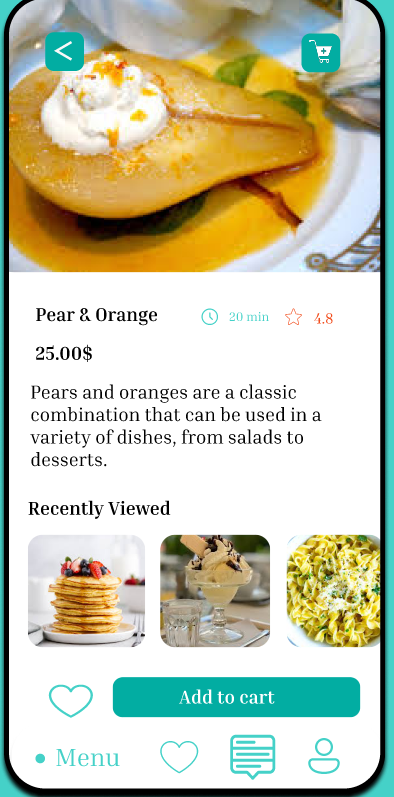 Pear & Orange
20 min
4.8
25.00$
Pears and oranges are a classic
combination that can be used in a
variety of dishes, from salads to
desserts.
Recently Viewed
Add to cart
Menu